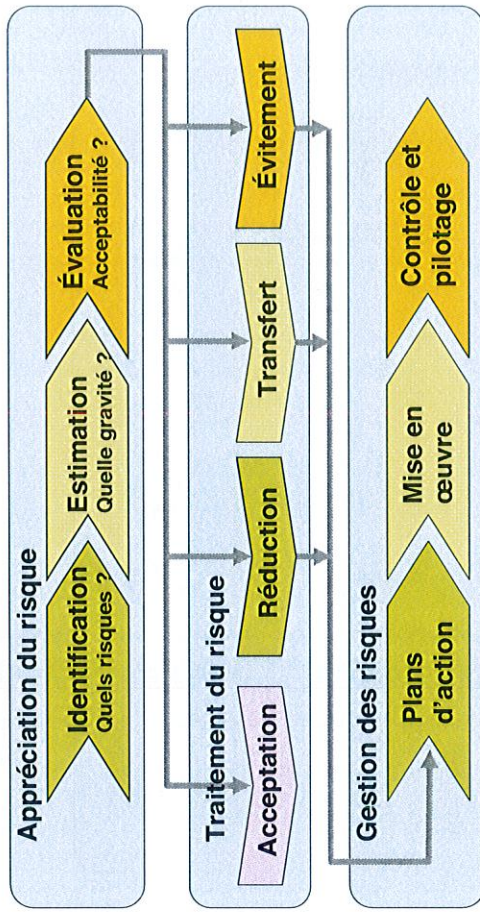 Appréciation du risque
Identification
Quels risques ?
Estimation
Quelle gravité ?
Évaluation
Acceptabilité ?
Traitement du risque
Acceptation
Réduction
Transfert
Évitement
Gestion des risques
Plans
d’action
Mise en
œuvre
Contrôle et
pilotage